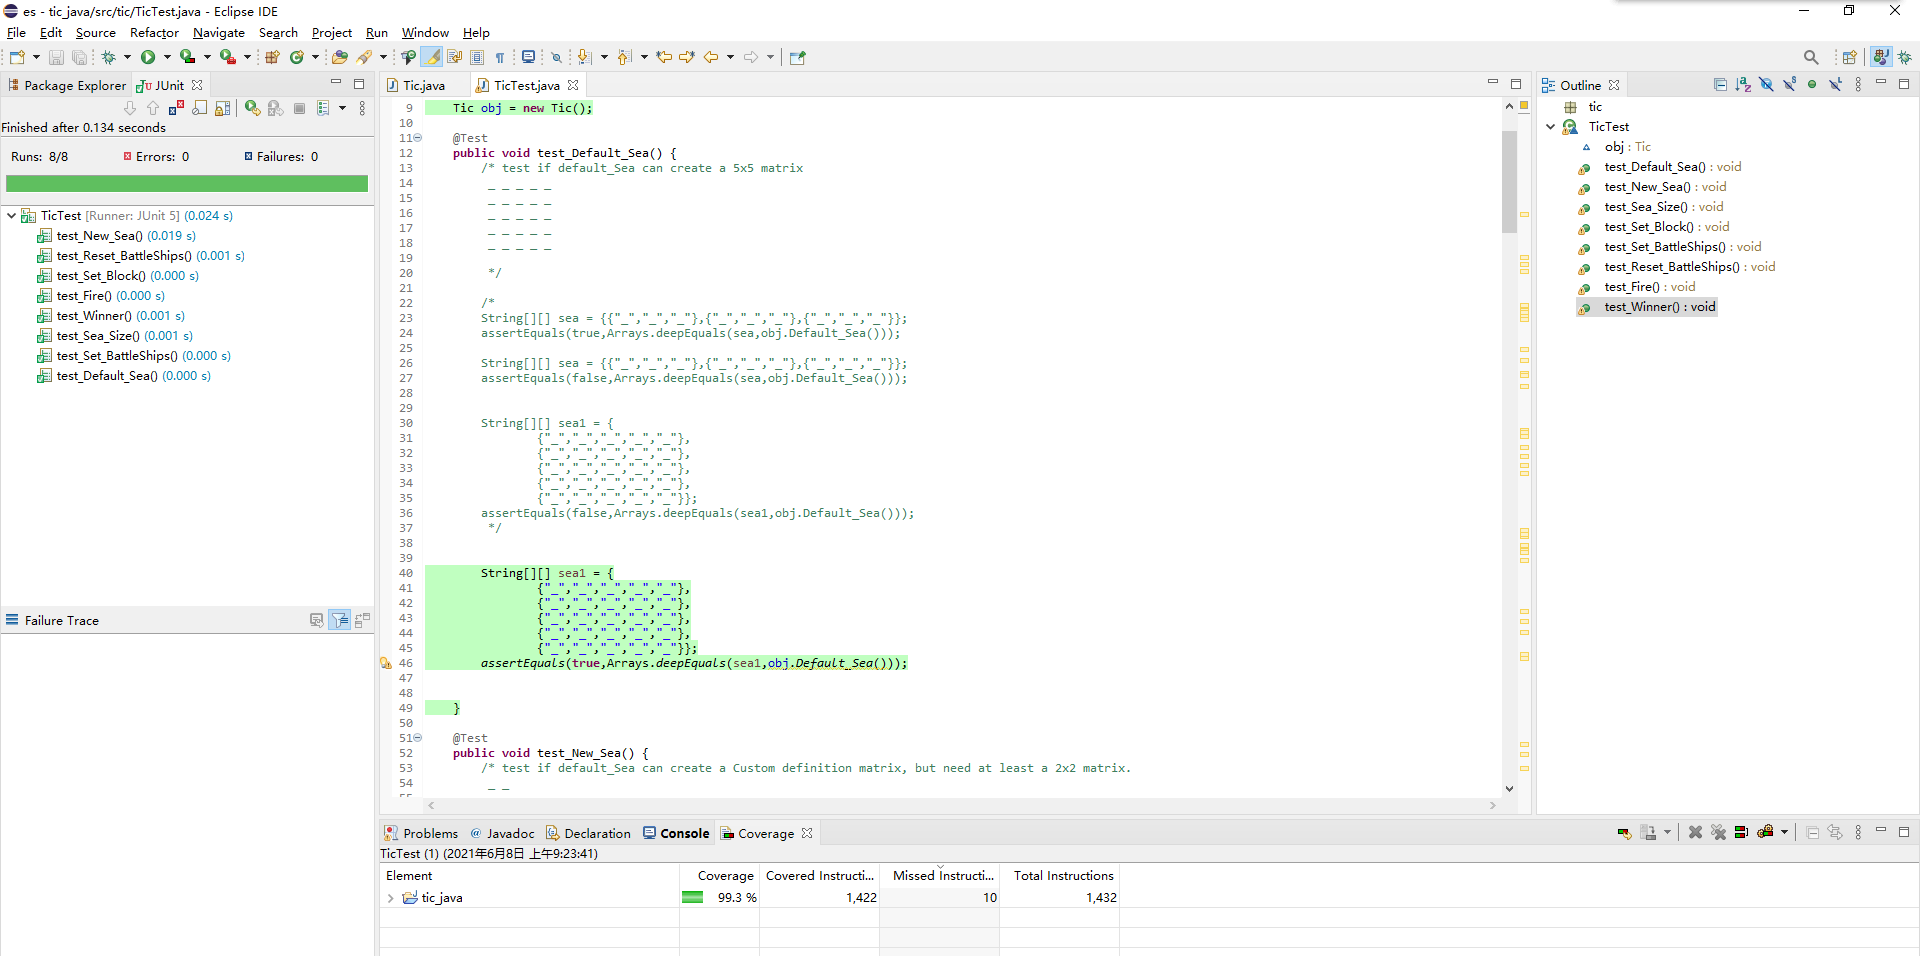 es - tic_java/src/tic/TicTest.java - Eclipse IDE
File Edit Source Refactor Navigate Search Project Run Window Help
Package Explorer JUnit
Finished after 0.134 seconds
Runs: 8/8 Errors: 0 Failures: 0
TicTest [Runner: JUnit 5] (0.024 s)
test_New_Sea() (0.019 s)
test_Reset_BattleShips() (0.001 s)
test_Set_Block() (0.000 s)
test_Fire() (0.000 s)
test_Winner() (0.001 s)
test_Sea_Size() (0.001 s)
test_Set_BattleShips() (0.000 s)
test_Default_Sea() (0.000 s)
Failure Trace
Tic.java TicTest.java
9 Tic obj = new Tic();
10
11 @Test
12 public void test_Default_Sea() {
13 /* test if default_Sea can create a 5x5 matrix
14 _ _ _ _ _
15 _ _ _ _ _
16 _ _ _ _ _
17 _ _ _ _ _
18 _ _ _ _ _
19
20 */
21
22 /*
23 String[][] sea = {{"_","_","_"},{"_","_","_"},{"_","_","_"}};
24 assertEquals(true,Arrays.deepEquals(sea,obj.Default_Sea()));
25
26 String[][] sea = {{"_","_","_"},{"_","_","_"},{"_","_","_"}};
27 assertEquals(false,Arrays.deepEquals(sea,obj.Default_Sea()));
28
29
30 String[][] sea1 = {
31 {"_","_","_","_","_"},
32 {"_","_","_","_","_"},
33 {"_","_","_","_","_"},
34 {"_","_","_","_","_"},
35 {"_","_","_","_","_"}};
36 assertEquals(false,Arrays.deepEquals(sea1,obj.Default_Sea()));
37 */
38
39
40 String[][] sea1 = {
41 {"_","_","_","_","_"},
42 {"_","_","_","_","_"},
43 {"_","_","_","_","_"},
44 {"_","_","_","_","_"},
45 {"_","_","_","_","_"}};
46 assertEquals(true,Arrays.deepEquals(sea1,obj.Default_Sea()));
47
48
49 }
50
51 @Test
52 public void test_New_Sea() {
53 /* test if default_Sea can create a Custom definition matrix, but need at least a 2x2 matrix.
54 _ _
55
Outline
tic
TicTest
obj : Tic
test_Default_Sea() : void
test_New_Sea() : void
test_Sea_Size() : void
test_Set_Block() : void
test_Set_BattleShips() : void
test_Reset_BattleShips() : void
test_Fire() : void
test_Winner() : void
Problems @ Javadoc Declaration Console Coverage
TicTest (1) (2021年6月8日 上午9:23:41)
Element Coverage Covered Instructi... Missed Instructi... Total Instructions
tic_java 99.3 % 1,422 10 1,432